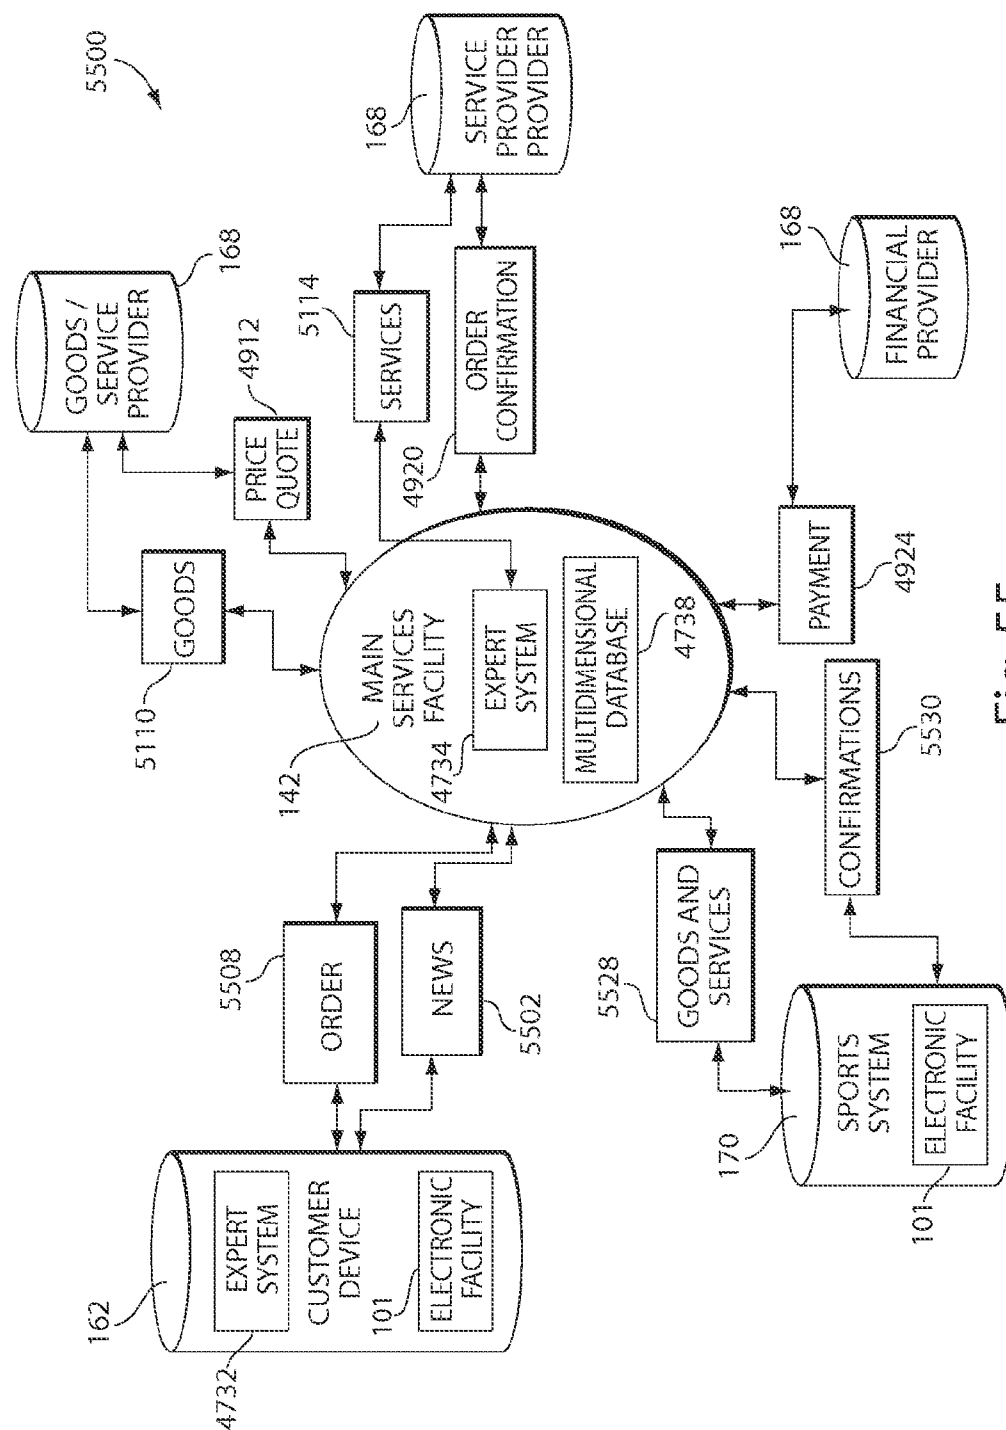 5500
162
EXPERT
SYSTEM
4732
CUSTOMER
DEVICE
101
ELECTRONIC
FACILITY
5508
ORDER
NEWS
5502
5110
GOODS
GOODS /
SERVICE
PROVIDER
168
PRICE
QUOTE
4912
142
MAIN
SERVICES
FACILITY
4734
EXPERT
SYSTEM
MULTIDIMENSIONAL
DATABASE
4738
5114
SERVICES
4920
ORDER
CONFIRMATION
168
SERVICE
PROVIDER
PROVIDER
5528
GOODS AND
SERVICES
170
SPORTS
SYSTEM
ELECTRONIC
FACILITY
101
CONFIRMATIONS
5530
PAYMENT
4924
168
FINANCIAL
PROVIDER